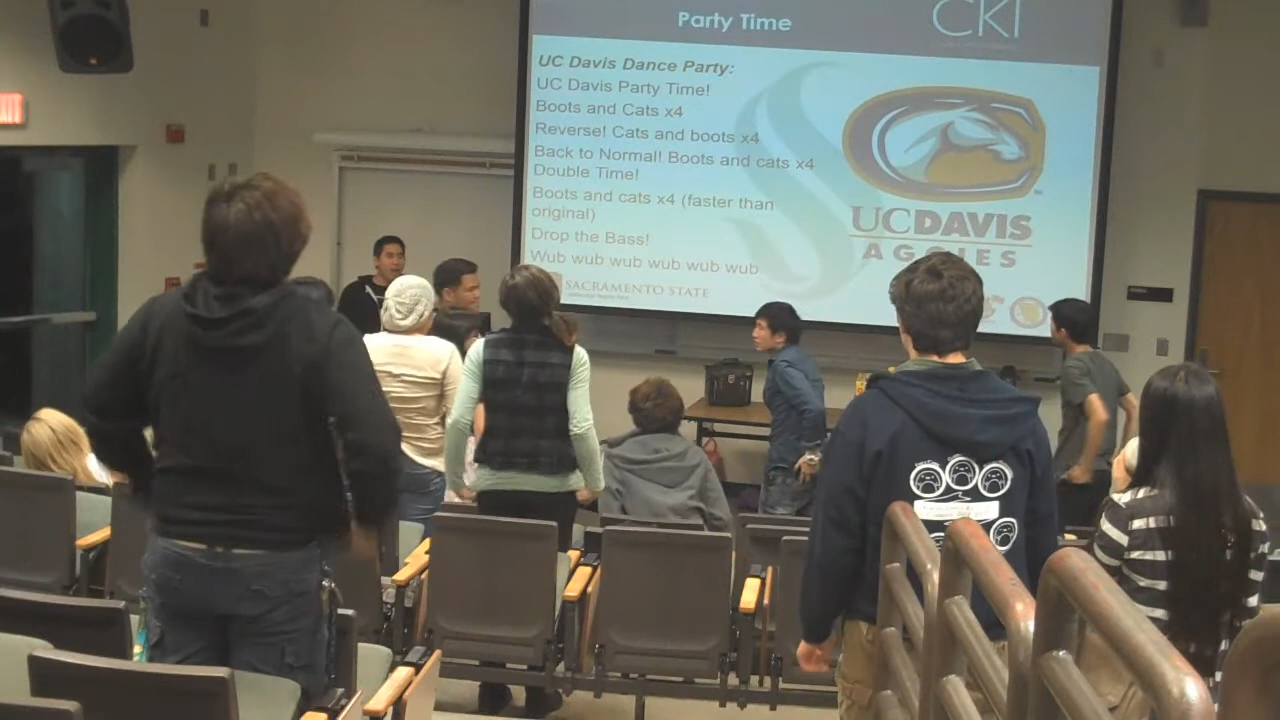 Party Time
CKI
UC Davis Dance Party:
UC Davis Party Time!
Boots and Cats x4
Reverse! Cats and boots x4
Back to Normal! Boots and cats x4
Double Time!
Boots and cats x4 (faster than
original)
Drop the Bass!
Wub wub wub wub wub wub
UCDAVIS
AGGIES
SACRAMENTO STATE